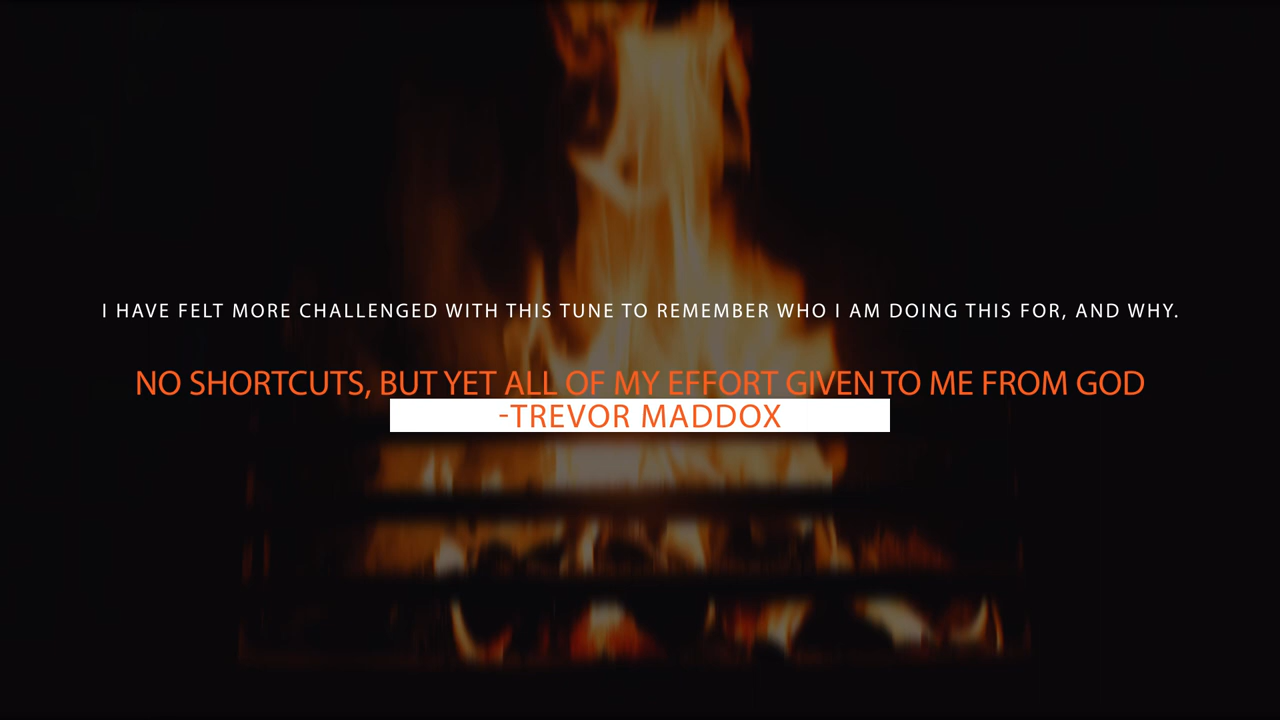 I HAVE FELT MORE CHALLENGED WITH THIS TUNE TO REMEMBER WHO I AM DOING THIS FOR, AND WHY.
NO SHORTCUTS, BUT YET ALL OF MY EFFORT GIVEN TO ME FROM GOD
-TREVOR MADDOX